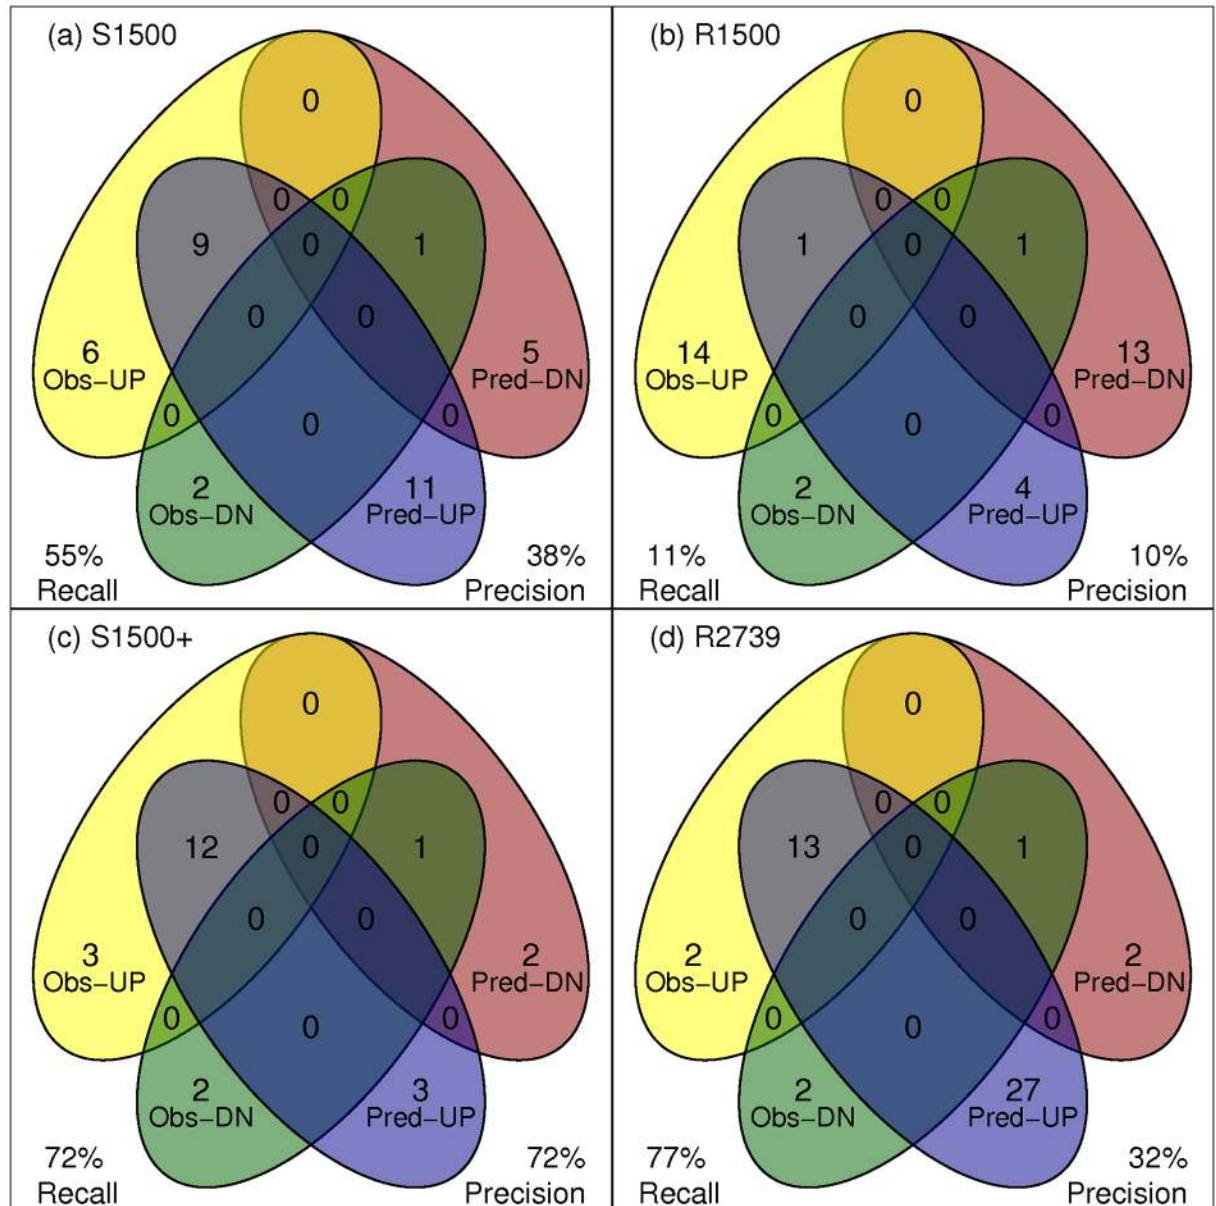 (a) S1500
0
0 0
9 0 1
0 0
6 5
Obs–UP Pred–DN
0 0 0
2 11
Obs–DN Pred–UP
55% 38%
Recall Precision
(b) R1500
0
0 0
1 0 1
0 0
14 13
Obs–UP Pred–DN
0 0 0
2 4
Obs–DN Pred–UP
11% 10%
Recall Precision
(c) S1500+
0
0 0
12 0 1
0 0
3 2
Obs–UP Pred–DN
0 0 0
2 3
Obs–DN Pred–UP
72% 72%
Recall Precision
(d) R2739
0
0 0
13 0 1
0 0
2 2
Obs–UP Pred–DN
0 0 0
2 27
Obs–DN Pred–UP
77% 32%
Recall Precision